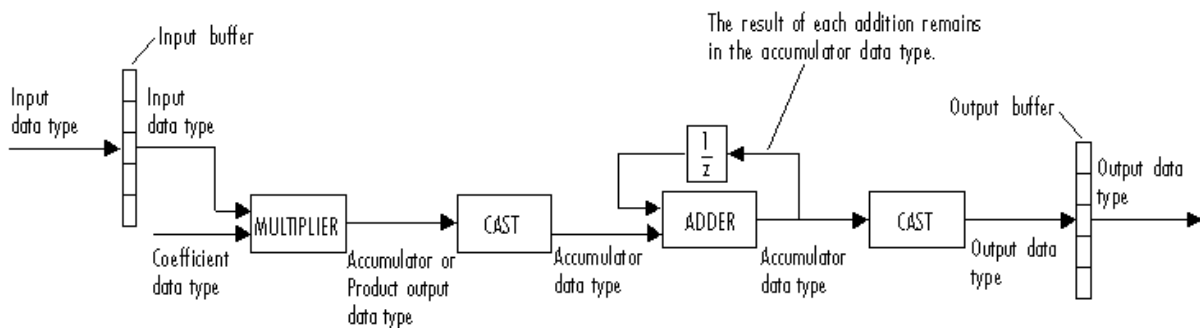 The result of each addition remains
in the accumulator data type.
Input buffer
Input
data type
Input
data type
Output buffer
1
z
Output data
type
MULTIPLIER
CAST
ADDER
CAST
Coefficient
data type
Accumulator or
Product output
data type
Accumulator
data type
Accumulator
data type
Output data
type